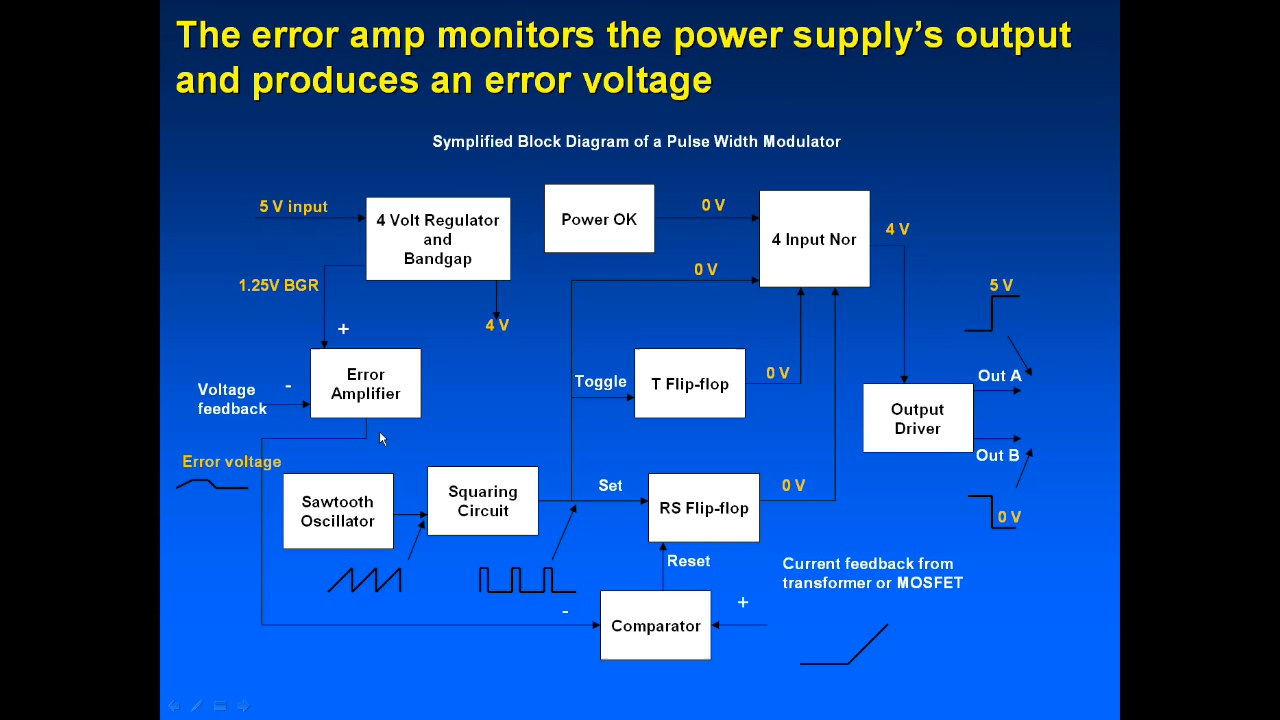 The error amp monitors the power supply’s output
and produces an error voltage
Symplified Block Diagram of a Pulse Width Modulator
5 V input
4 Volt Regulator
and
Bandgap
Power OK
0 V
4 Input Nor
4 V
0 V
1.25V BGR
5 V
+
4 V
Error
Amplifier
-
Voltage
feedback
Toggle
T Flip-flop
0 V
Out A
Output
Driver
Out B
Error voltage
Sawtooth
Oscillator
Squaring
Circuit
Set
RS Flip-flop
0 V
0 V
Reset
Current feedback from
transformer or MOSFET
-
Comparator
+